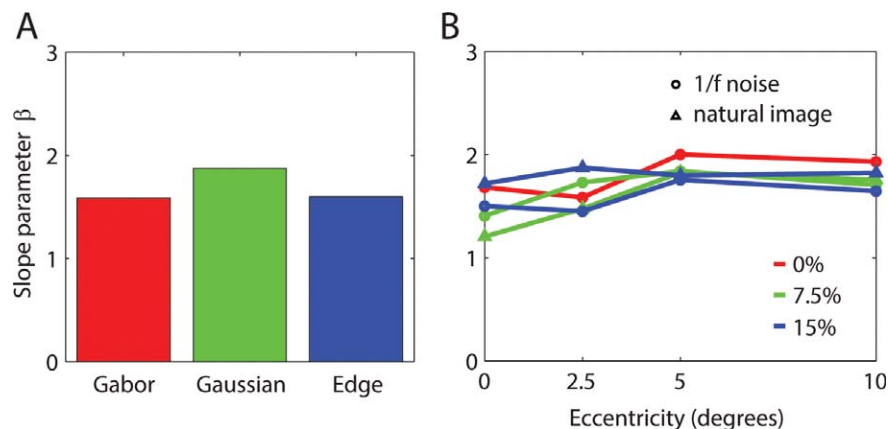 A
Slope parameter β
3
2
1
0
Gabor Gaussian Edge
B
3
2
1
0
1/f noise
natural image
0%
7.5%
15%
0 2.5 5 10
Eccentricity (degrees)